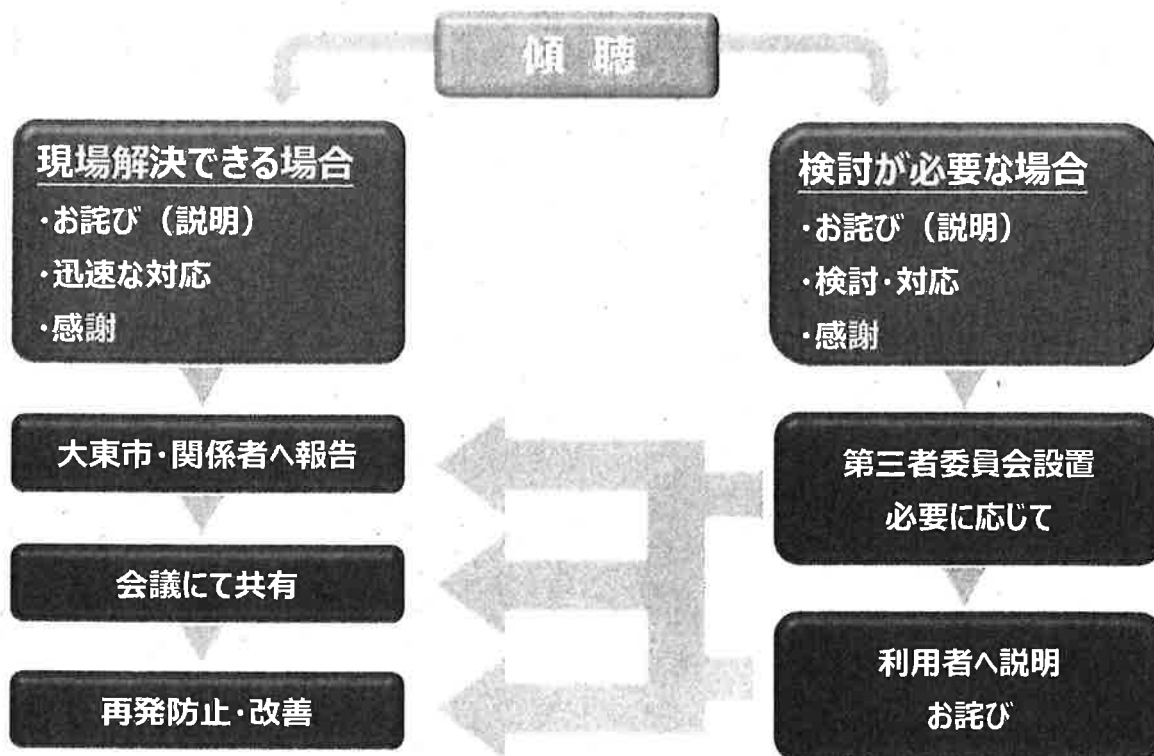 傾聴
現場解決できる場合
・お詫び（説明）
・迅速な対応
・感謝
検討が必要な場合
・お詫び（説明）
・検討・対応
・感謝
大東市・関係者へ報告
会議にて共有
再発防止・改善
第三者委員会設置
必要に応じて
利用者へ説明
お詫び